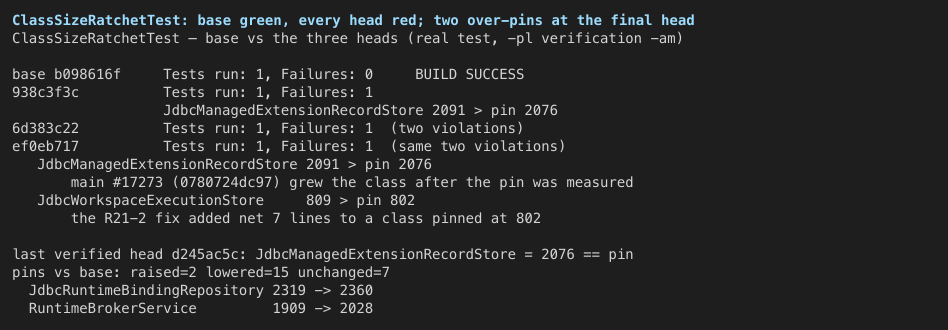 ClassSizeRatchetTest: base green, every head red; two over-pins at the final head
ClassSizeRatchetTest — base vs the three heads (real test, -pl verification -am)
base b098616f     Tests run: 1, Failures: 0     BUILD SUCCESS
938c3f3c          Tests run: 1, Failures: 1
                  JdbcManagedExtensionRecordStore 2091 > pin 2076
6d383c22          Tests run: 1, Failures: 1  (two violations)
ef0eb717          Tests run: 1, Failures: 1  (same two violations)
   JdbcManagedExtensionRecordStore 2091 > pin 2076
       main #17273 (0780724dc97) grew the class after the pin was measured
   JdbcWorkspaceExecutionStore     809 > pin 802
       the R21-2 fix added net 7 lines to a class pinned at 802
last verified head d245ac5c: JdbcManagedExtensionRecordStore = 2076 == pin
pins vs base: raised=2 lowered=15 unchanged=7
  JdbcRuntimeBindingRepository 2319 -> 2360
  RuntimeBrokerService         1909 -> 2028